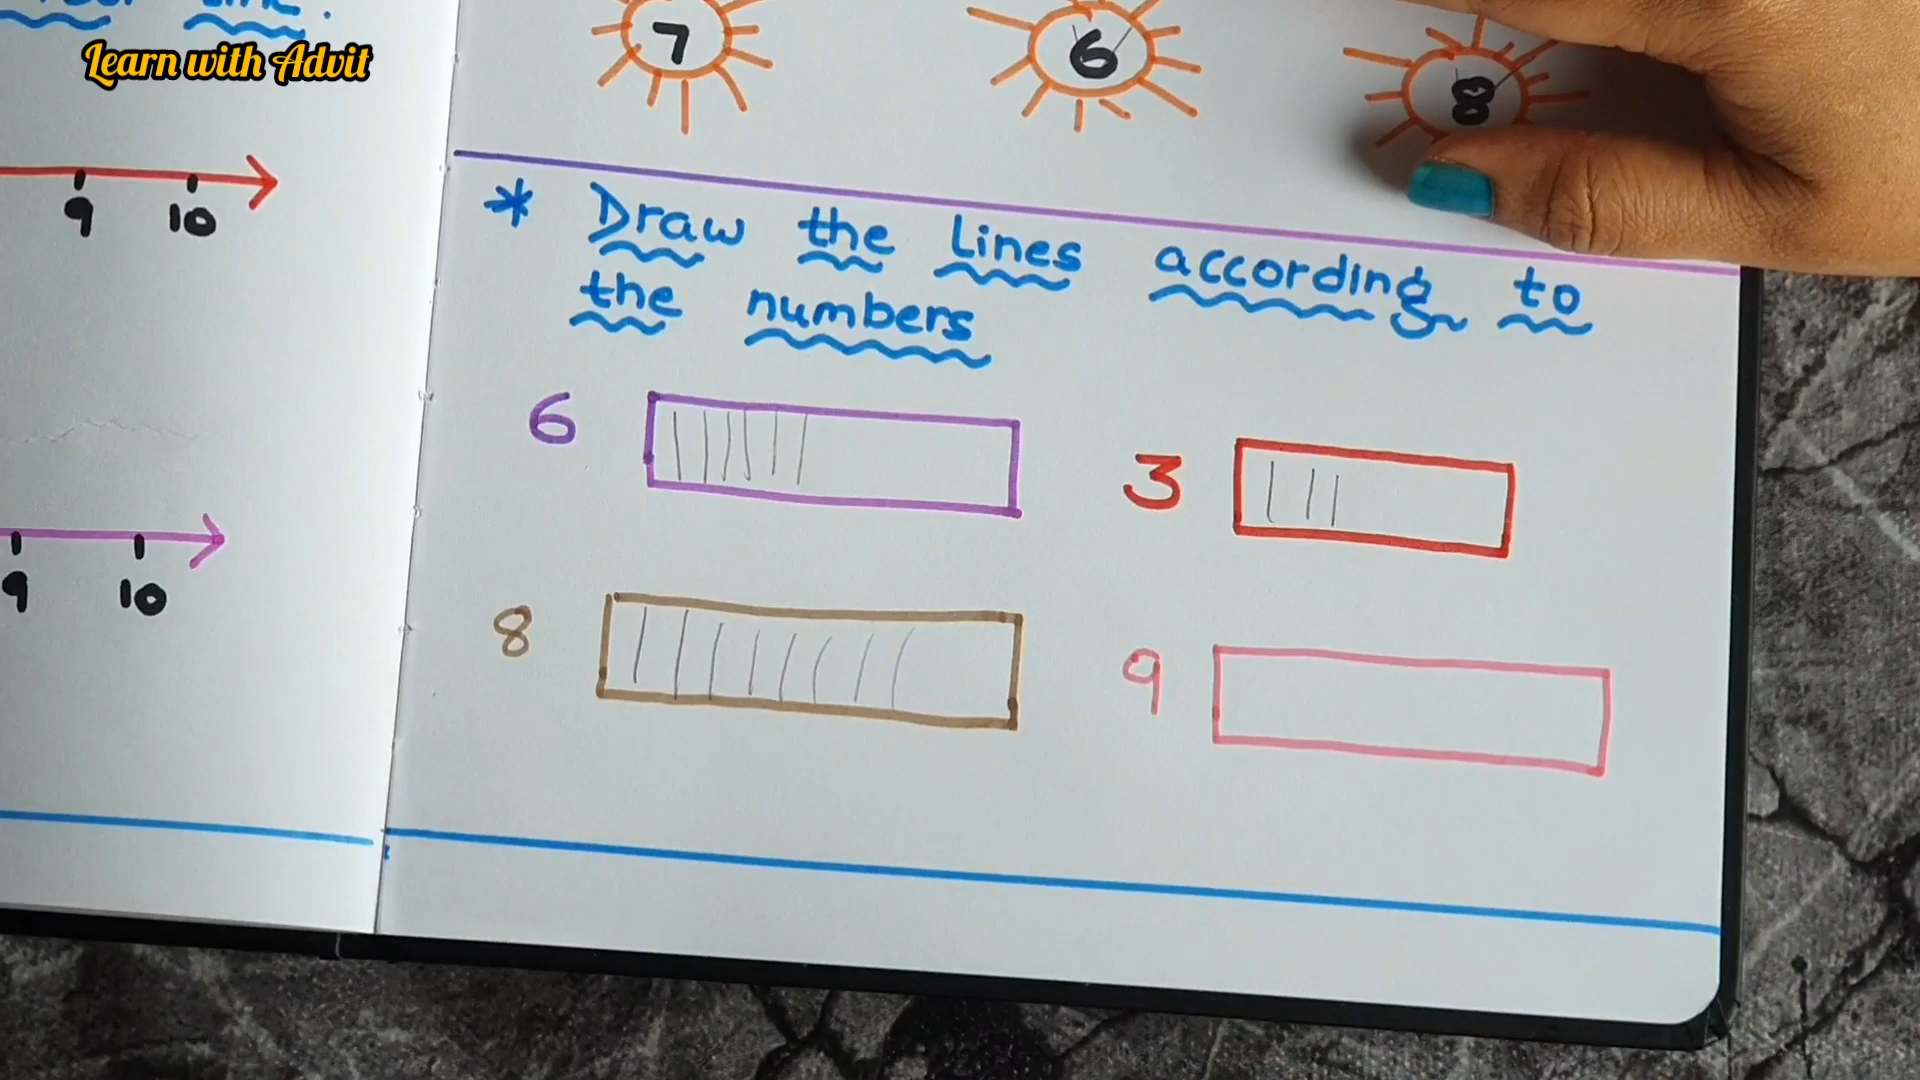 Learn with Advit
9 10
9 10
7 6 8
* Draw the lines according to
the numbers
6
3
8
9